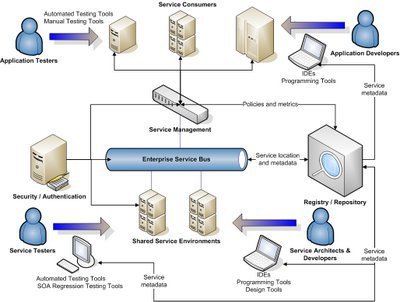 Service Consumers
Automated Testing Tools
Manual Testing Tools
Application Testers
Application Developers
IDEs
Programming Tools
Service
metadata
Policies and metrics
Service Management
Enterprise Service Bus
Service location
and metadata
Security / Authentication
Registry / Repository
Service Testers
Shared Service Environments
Service Architects &
Developers
Automated Testing Tools
SOA Regression Testing Tools
Service
metadata
IDEs
Programming Tools
Design Tools
Service
metadata